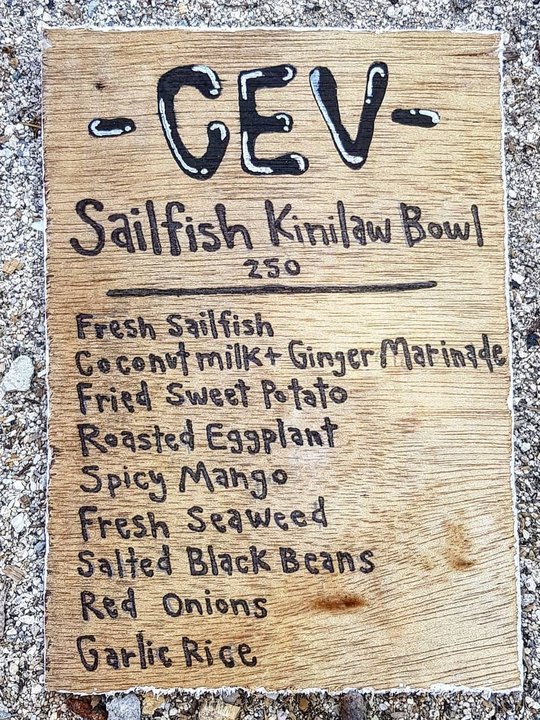 - CEV -
Sailfish Kinilaw Bowl
250
Fresh Sailfish
Coconut milk + Ginger Marinade
Fried Sweet Potato
Roasted Eggplant
Spicy Mango
Fresh Seaweed
Salted Black Beans
Red Onions
Garlic Rice